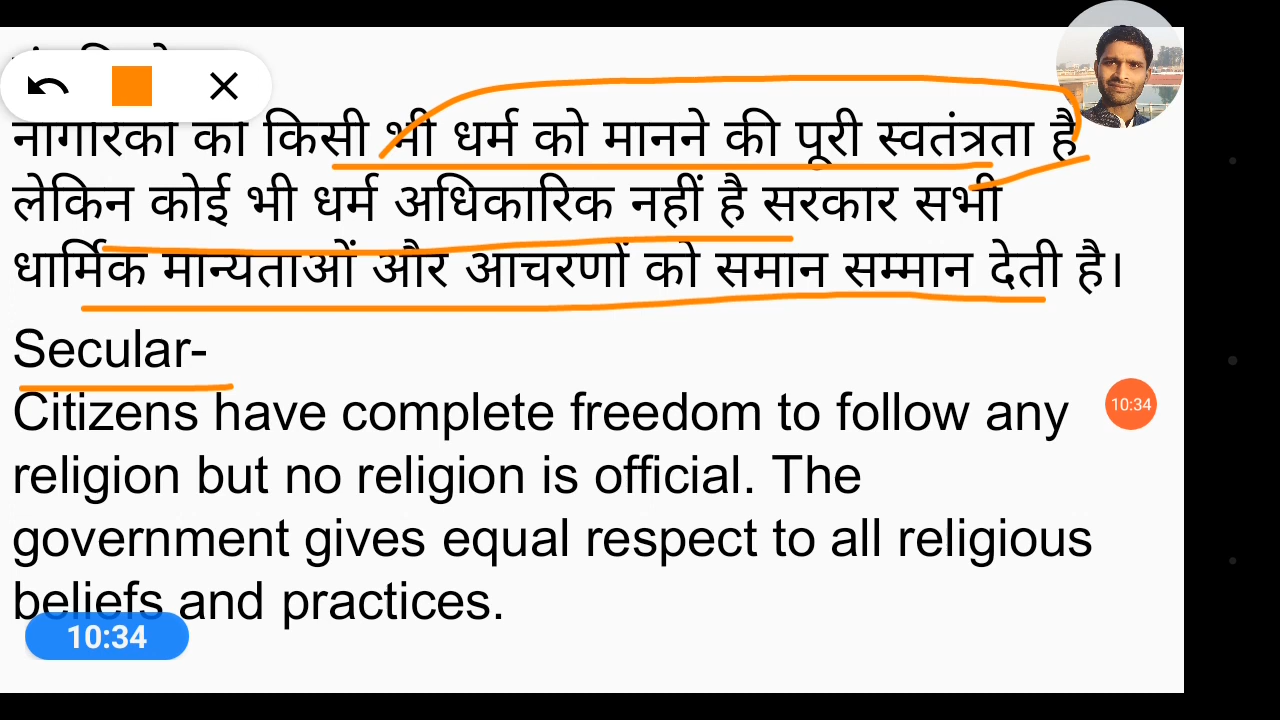 नागरिकों को किसी भी धर्म को मानने की पूरी स्वतंत्रता है
लेकिन कोई भी धर्म अधिकारिक नहीं है सरकार सभी
धार्मिक मान्यताओं और आचरणों को समान सम्मान देती है।
Secular-
Citizens have complete freedom to follow any
10:34
religion but no religion is official. The
government gives equal respect to all religious
beliefs and practices.
10:34